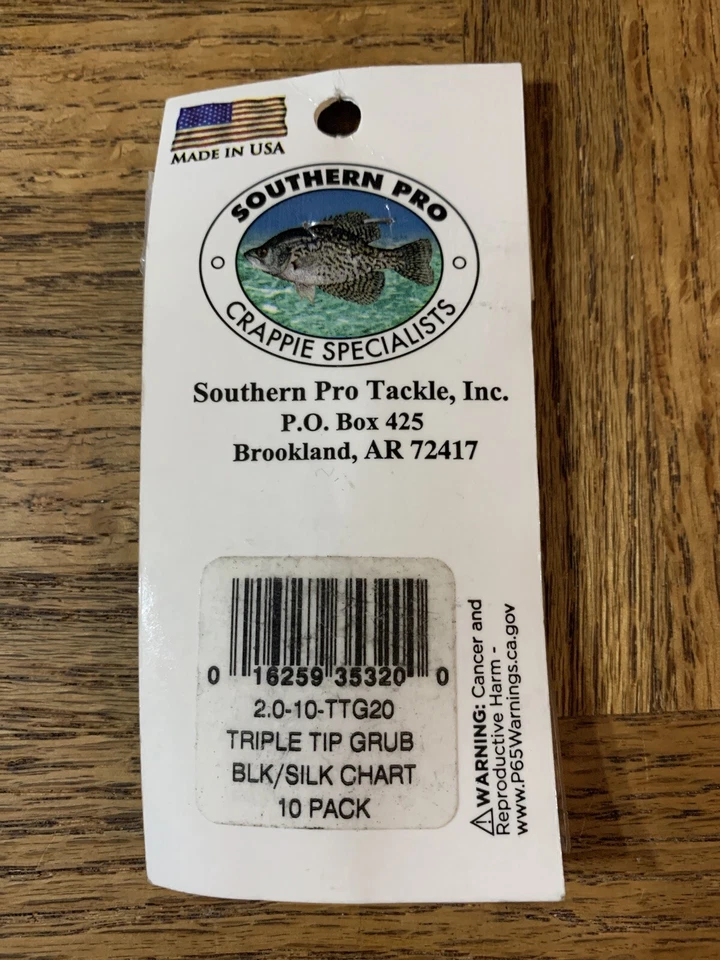 MADE IN USA
SOUTHERN PRO
CRAPPIE SPECIALISTS
Southern Pro Tackle, Inc.
P.O. Box 425
Brookland, AR 72417
0 16259 35320 0
2.0-10-TTG20
TRIPLE TIP GRUB
BLK/SILK CHART
10 PACK
⚠WARNING: Cancer and
Reproductive Harm -
www.P65Warnings.ca.gov